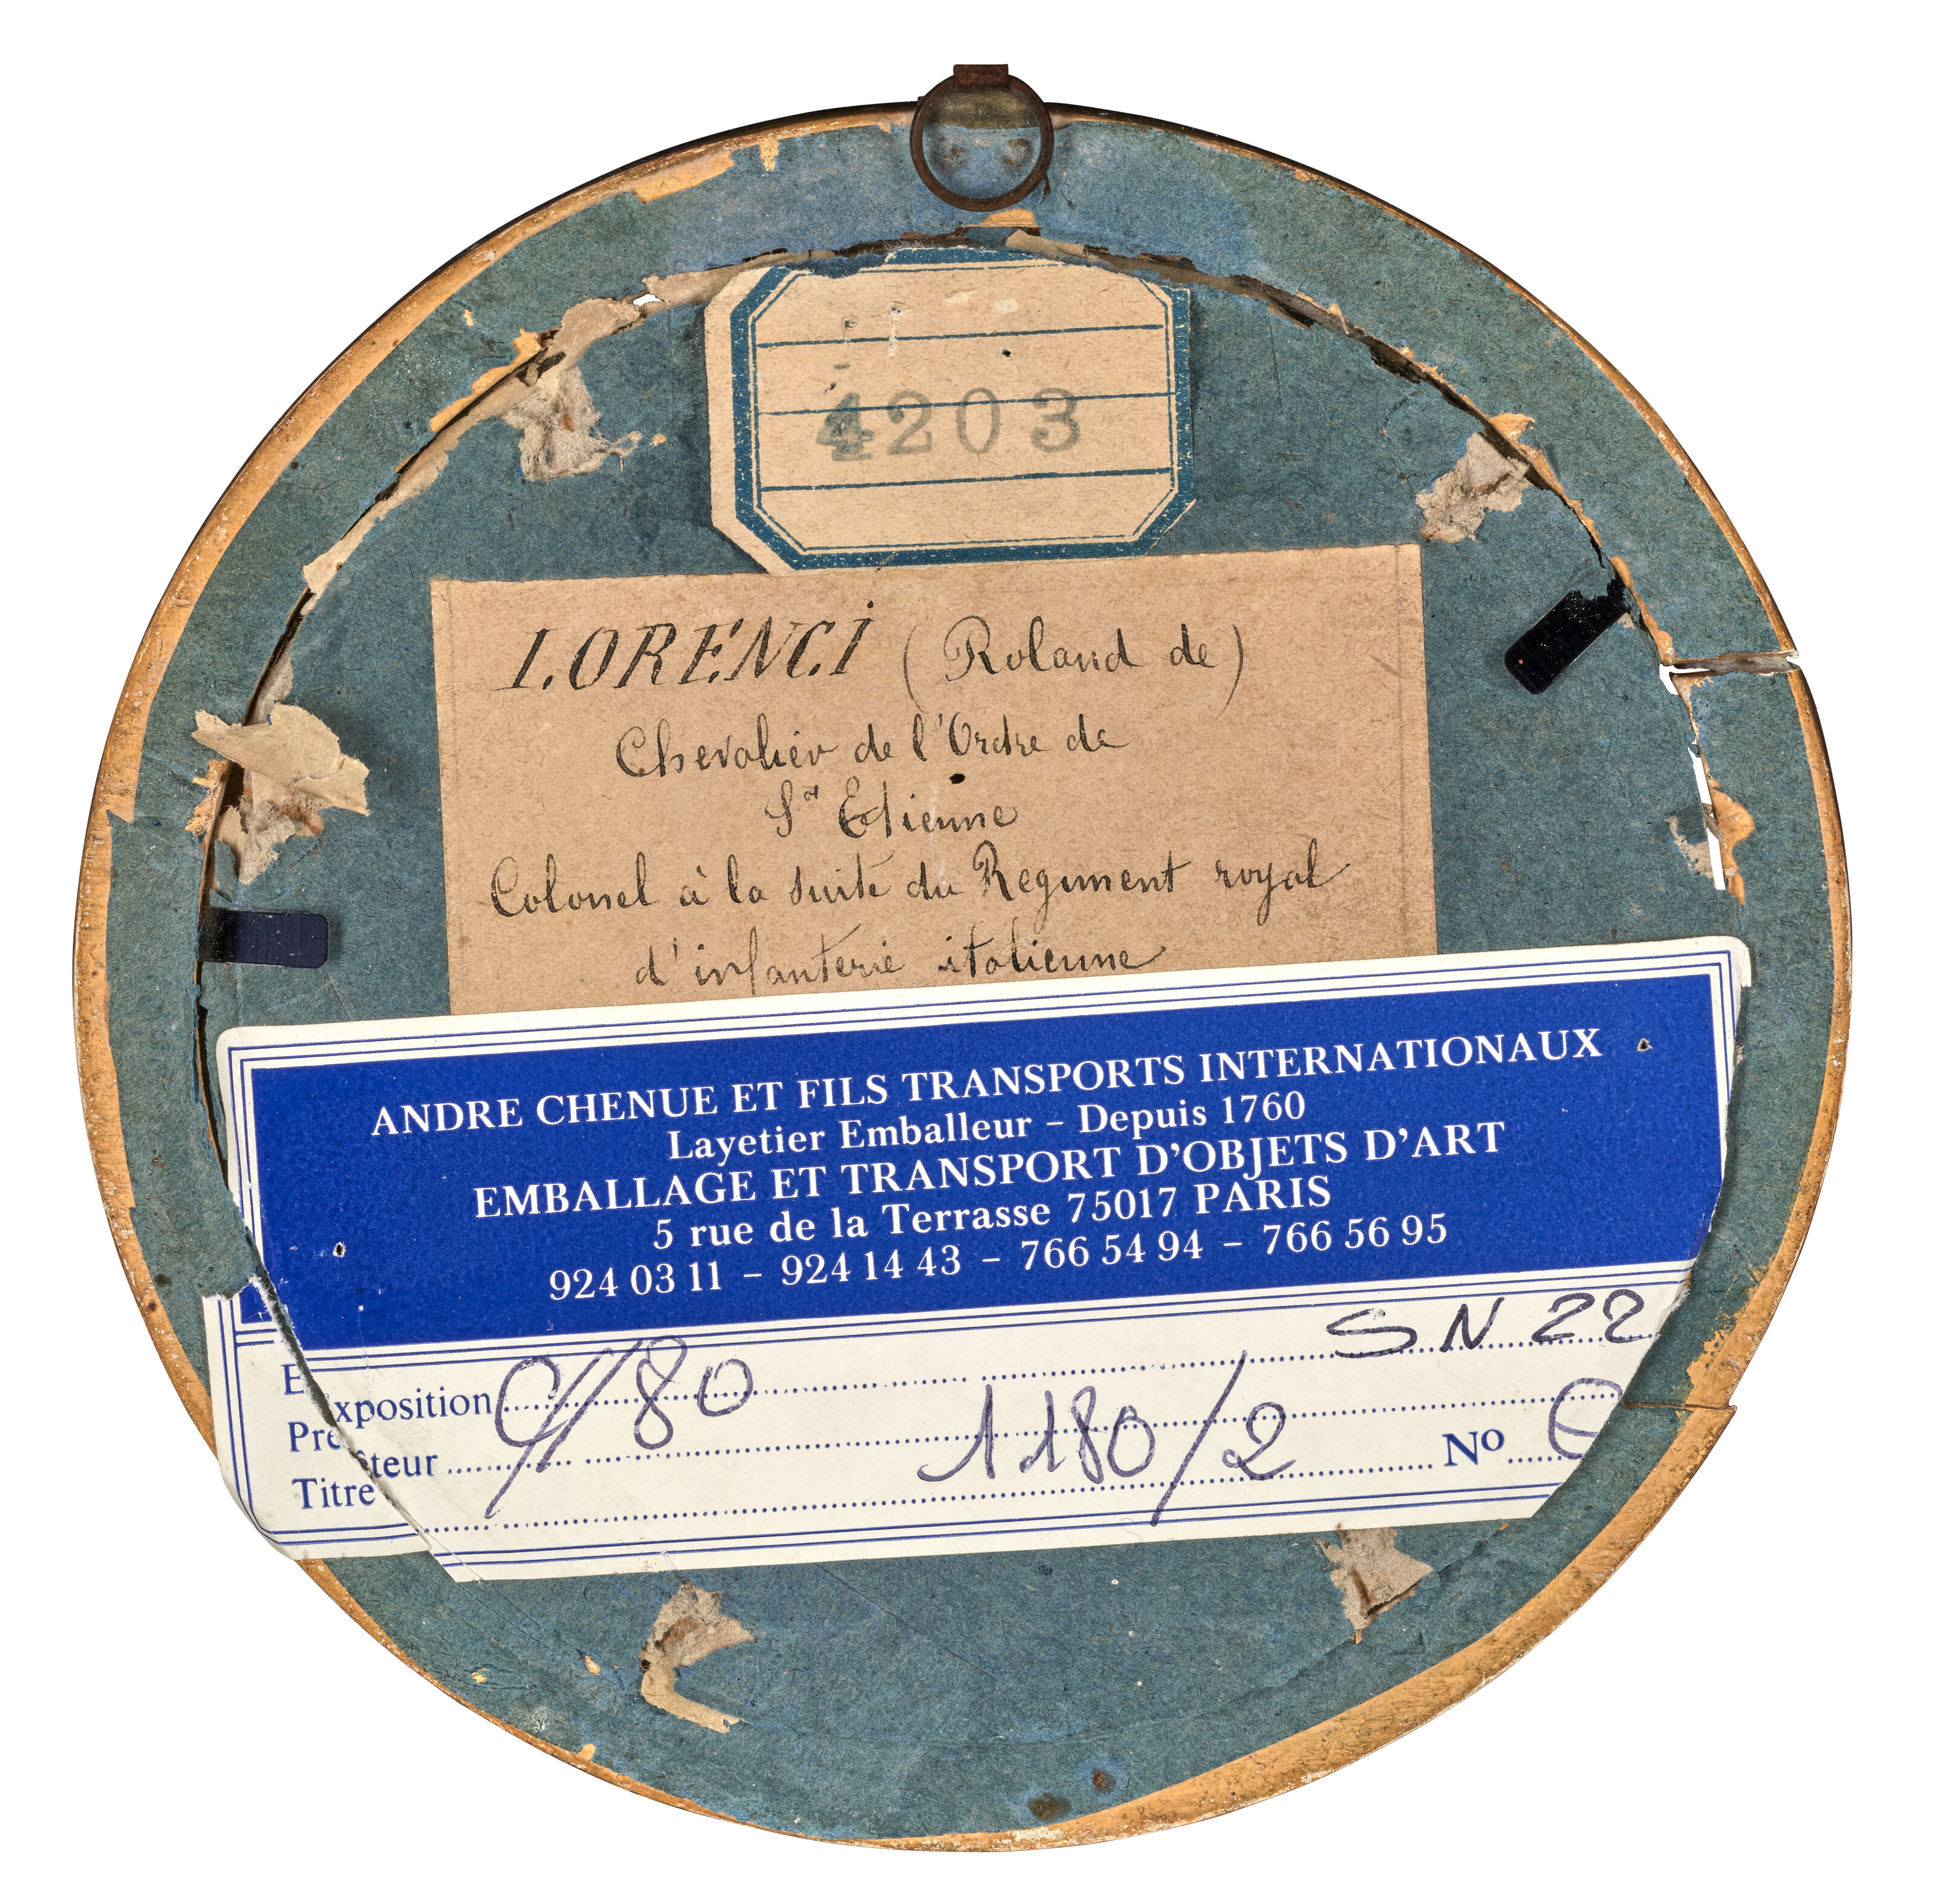 4203
LORENCI (Roland de)
Chevalier de l'Ordre de
St Etienne
Colonel à la suite du Regiment royal
d'infanterie italienne
ANDRE CHENUE ET FILS TRANSPORTS INTERNATIONAUX
Layetier Emballeur – Depuis 1760
EMBALLAGE ET TRANSPORT D'OBJETS D'ART
5 rue de la Terrasse 75017 PARIS
924 03 11 – 924 14 43 – 766 54 94 – 766 56 95
SN 22
Exposition
Prêteur
Titre 1180/2 No